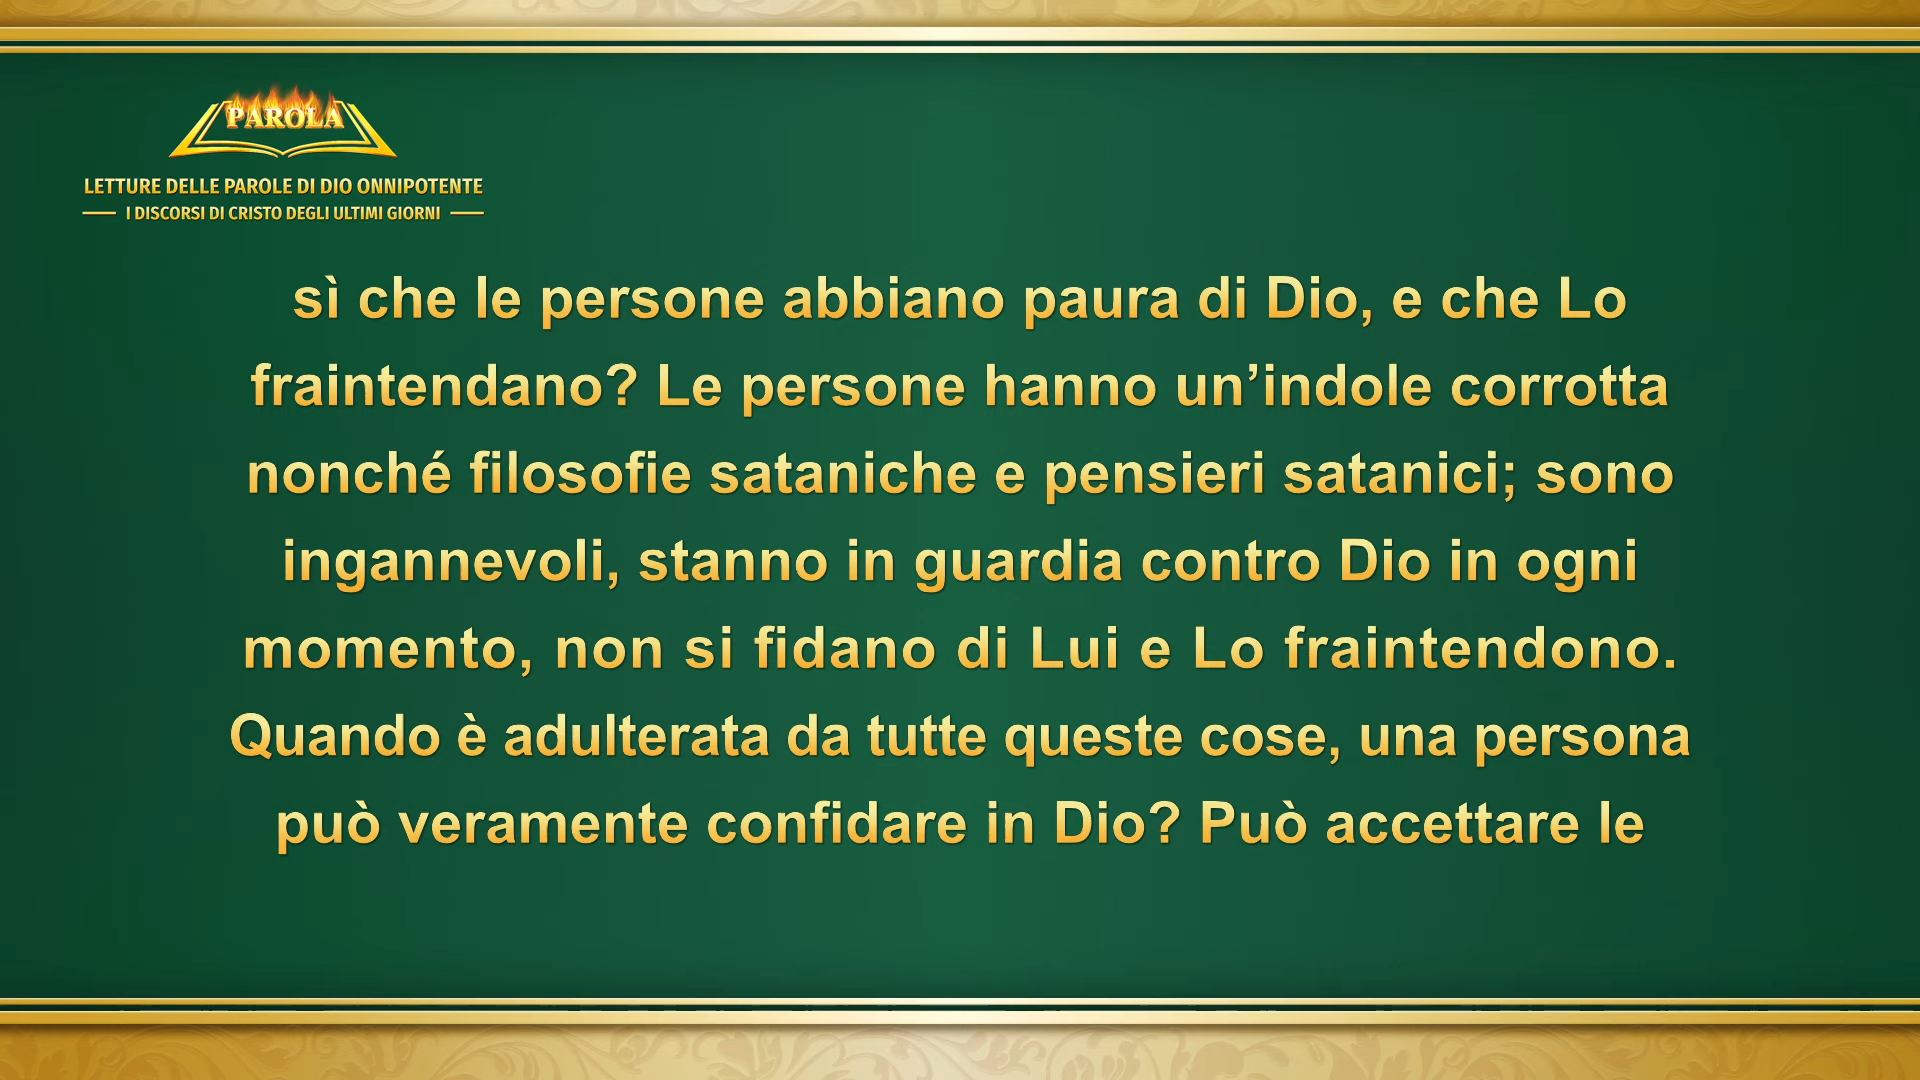 PAROLA
LETTURE DELLE PAROLE DI DIO ONNIPOTENTE
I DISCORSI DI CRISTO DEGLI ULTIMI GIORNI
sì che le persone abbiano paura di Dio, e che Lo
fraintendano? Le persone hanno un’indole corrotta
nonché filosofie sataniche e pensieri satanici; sono
ingannevoli, stanno in guardia contro Dio in ogni
momento, non si fidano di Lui e Lo fraintendono.
Quando è adulterata da tutte queste cose, una persona
può veramente confidare in Dio? Può accettare le